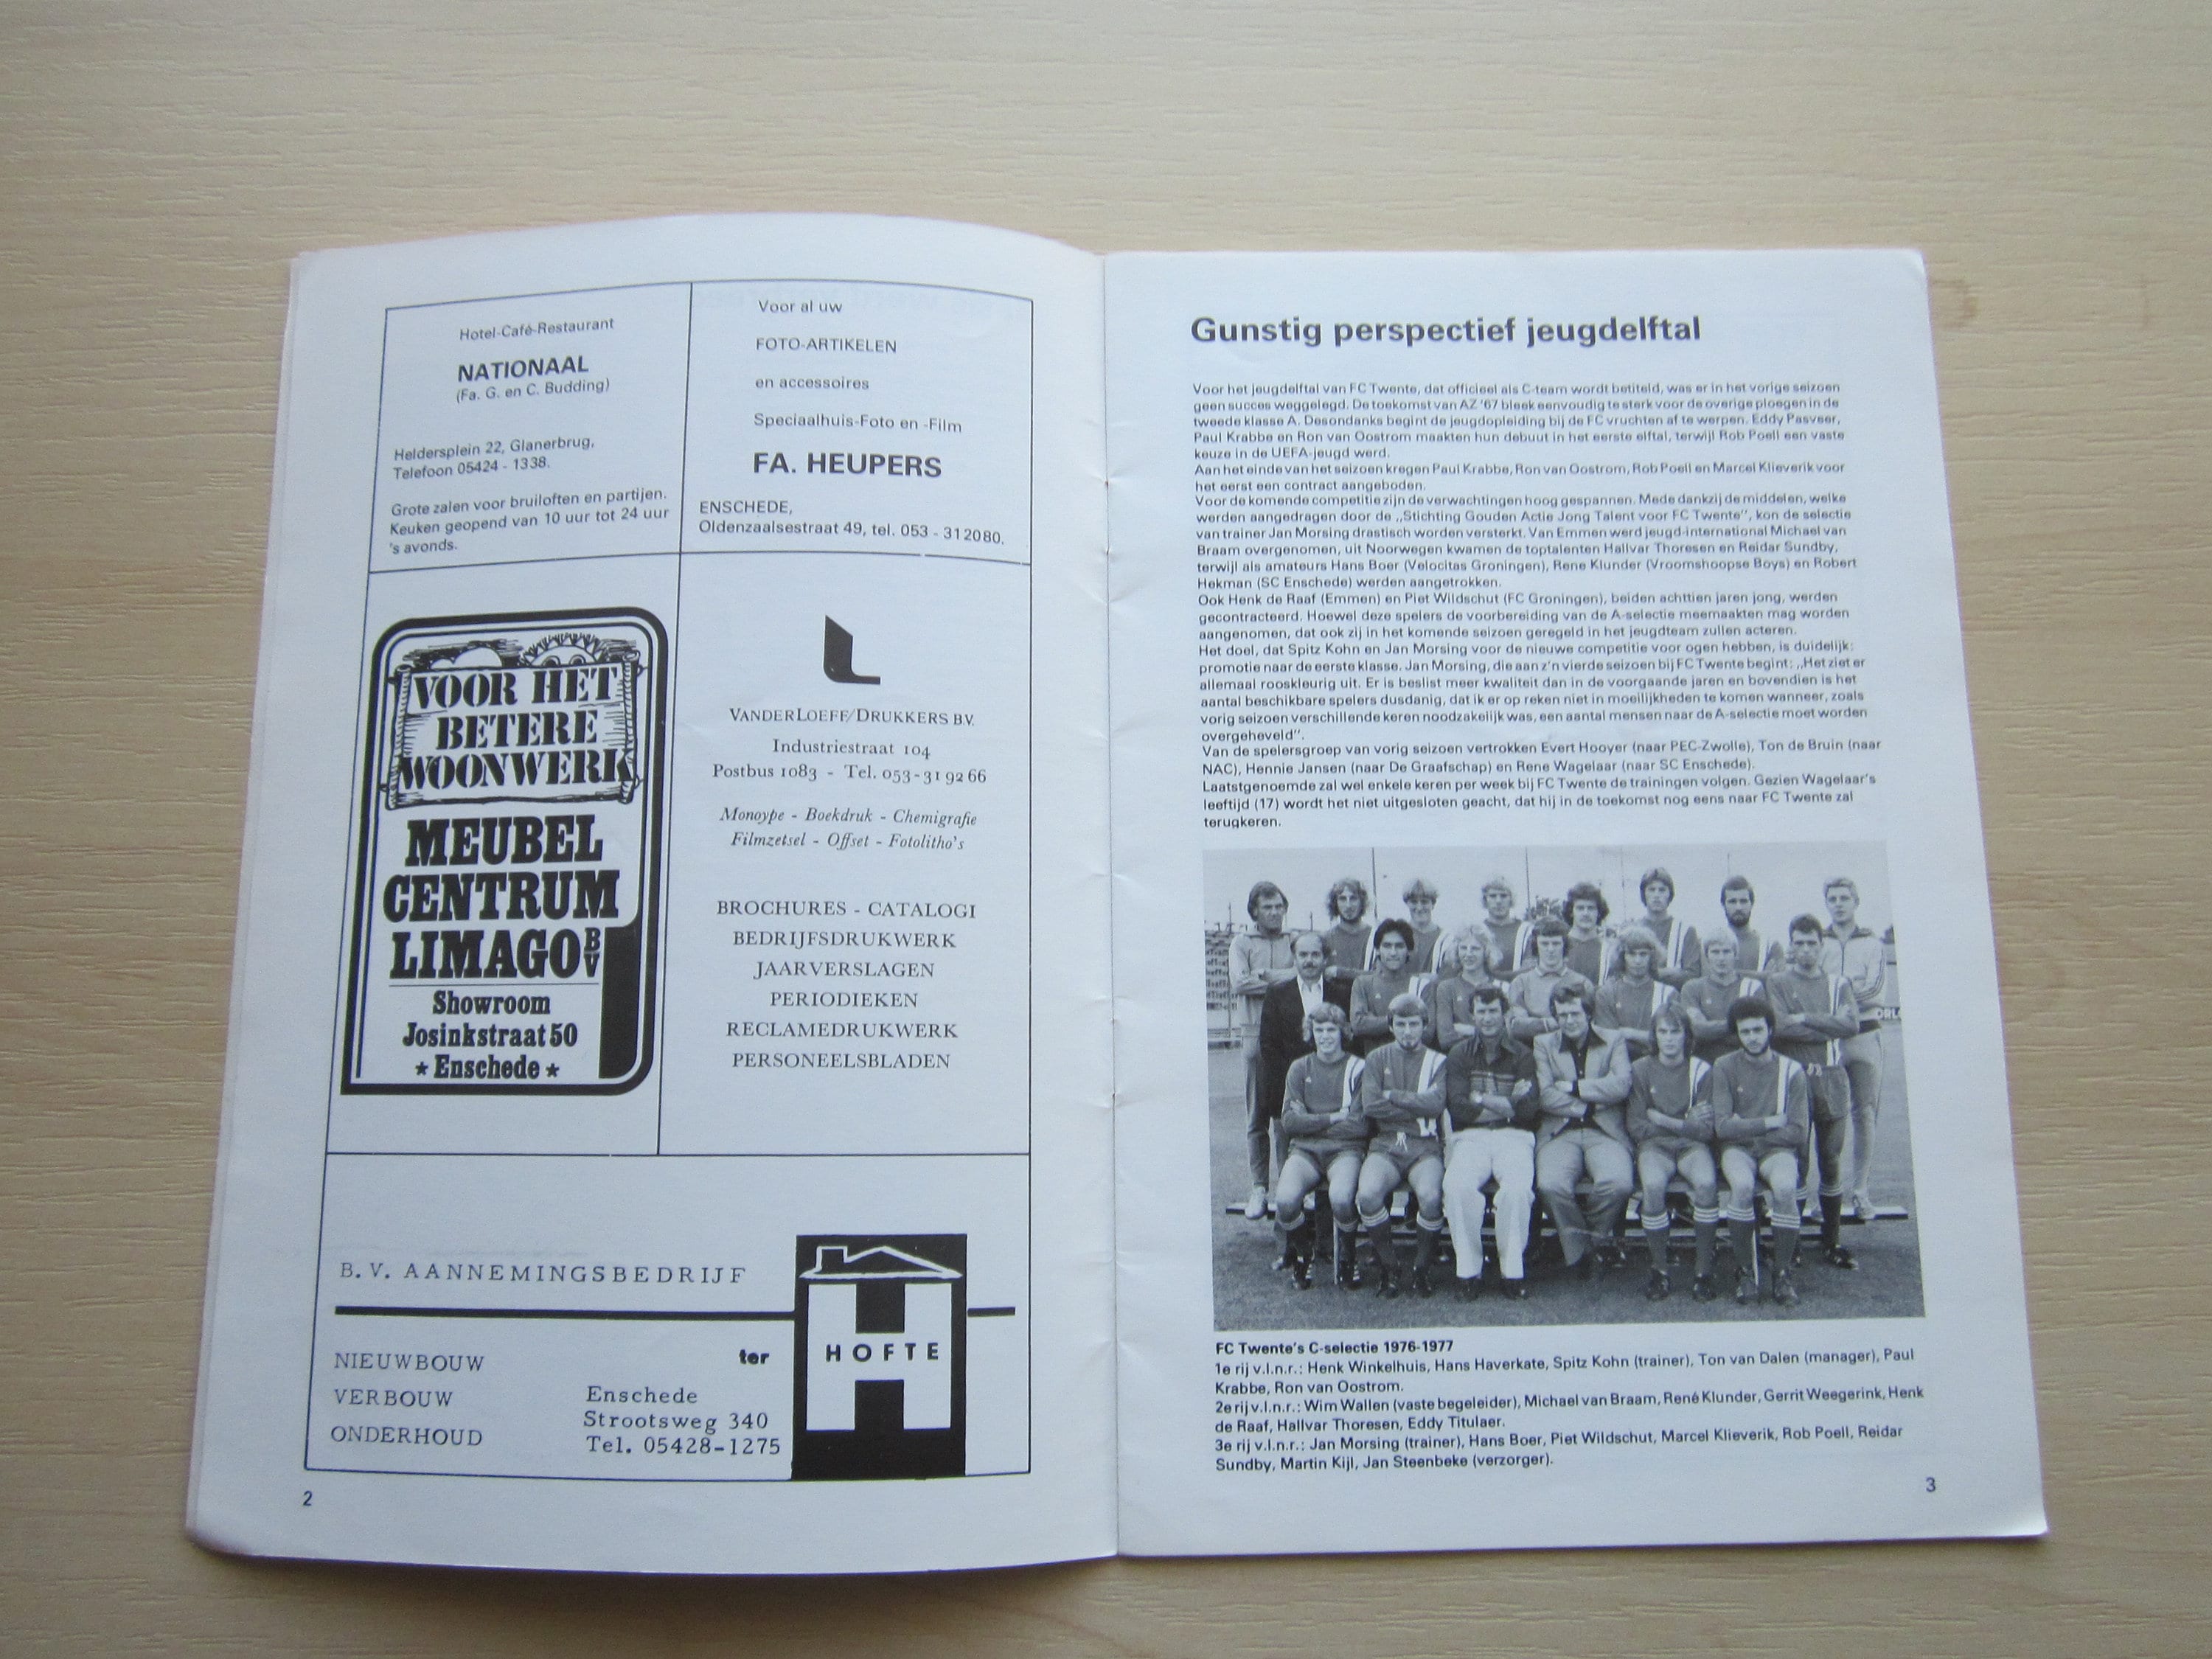 Hotel-Café-Restaurant
NATIONAAL
(Fa. G. en C. Budding)
Heldersplein 22, Glanerbrug,
Telefoon 05424 - 1338.
Grote zalen voor bruiloften en partijen.
Keuken geopend van 10 uur tot 24 uur
's avonds.
Voor al uw
FOTO-ARTIKELEN
en accessoires
Speciaalhuis-Foto en -Film
FA. HEUPERS
ENSCHEDE,
Oldenzaalsestraat 49, tel. 053 - 312080.
VOOR HET
BETERE
WOONWERK
MEUBEL
CENTRUM
LIMAGO BV
Showroom
Josinkstraat 50
★ Enschede ★
VANDERLOEFF/DRUKKERS B.V.
Industriestraat 104
Postbus 1083 - Tel. 053-31 92 66
Monoype - Boekdruk - Chemigrafie
Filmzetsel - Offset - Fotolitho's
BROCHURES - CATALOGI
BEDRIJFSDRUKWERK
JAARVERSLAGEN
PERIODIEKEN
RECLAMEDRUKWERK
PERSONEELSBLADEN
B.V. AANNEMINGSBEDRIJF
ter HOFTE
NIEUWBOUW
VERBOUW
ONDERHOUD
Enschede
Strootsweg 340
Tel. 05428-1275
2
Gunstig perspectief jeugdelftal
Voor het jeugdelftal van FC Twente, dat officieel als C-team wordt betiteld, was er in het vorige seizoen
geen succes weggelegd. De toekomst van AZ '67 bleek eenvoudig te sterk voor de overige ploegen in de
tweede klasse A. Desondanks begint de jeugdopleiding bij de FC vruchten af te werpen. Eddy Pasveer,
Paul Krabbe en Ron van Oostrom maakten hun debuut in het eerste elftal, terwijl Rob Poell een vaste
keuze in de UEFA-jeugd werd.
Aan het einde van het seizoen kregen Paul Krabbe, Ron van Oostrom, Rob Poell en Marcel Klieverik voor
het eerst een contract aangeboden.
Voor de komende competitie zijn de verwachtingen hoog gespannen. Mede dankzij de middelen, welke
werden aangedragen door de „Stichting Gouden Actie Jong Talent voor FC Twente", kon de selectie
van trainer Jan Morsing drastisch worden versterkt. Van Emmen werd jeugd-international Michael van
Braam overgenomen, uit Noorwegen kwamen de toptalenten Hallvar Thoresen en Reidar Sundby,
terwijl als amateurs Hans Boer (Velocitas Groningen), Rene Klunder (Vroomshoopse Boys) en Robert
Hekman (SC Enschede) werden aangetrokken.
Ook Henk de Raaf (Emmen) en Piet Wildschut (FC Groningen), beiden achttien jaren jong, werden
gecontracteerd. Hoewel deze spelers de voorbereiding van de A-selectie meemaakten mag worden
aangenomen, dat ook zij in het komende seizoen geregeld in het jeugdteam zullen acteren.
Het doel, dat Spitz Kohn en Jan Morsing voor de nieuwe competitie voor ogen hebben, is duidelijk:
promotie naar de eerste klasse. Jan Morsing, die aan z'n vierde seizoen bij FC Twente begint: „Het ziet er
allemaal rooskleurig uit. Er is beslist meer kwaliteit dan in de voorgaande jaren en bovendien is het
aantal beschikbare spelers dusdanig, dat ik er op reken niet in moeilijkheden te komen wanneer, zoals
vorig seizoen verschillende keren noodzakelijk was, een aantal mensen naar de A-selectie moet worden
overgeheveld".
Van de spelersgroep van vorig seizoen vertrokken Evert Hooyer (naar PEC-Zwolle), Ton de Bruin (naar
NAC), Hennie Jansen (naar De Graafschap) en Rene Wagelaar (naar SC Enschede).
Laatstgenoemde zal wel enkele keren per week bij FC Twente de trainingen volgen. Gezien Wagelaar's
leeftijd (17) wordt het niet uitgesloten geacht, dat hij in de toekomst nog eens naar FC Twente zal
terugkeren.
FC Twente's C-selectie 1976-1977
1e rij v.l.n.r.: Henk Winkelhuis, Hans Haverkate, Spitz Kohn (trainer), Ton van Dalen (manager), Paul
Krabbe, Ron van Oostrom.
2e rij v.l.n.r.: Wim Wallen (vaste begeleider), Michael van Braam, René Klunder, Gerrit Weegerink, Henk
de Raaf, Hallvar Thoresen, Eddy Titulaer.
3e rij v.l.n.r.: Jan Morsing (trainer), Hans Boer, Piet Wildschut, Marcel Klieverik, Rob Poell, Reidar
Sundby, Martin Kijl, Jan Steenbeke (verzorger).
3